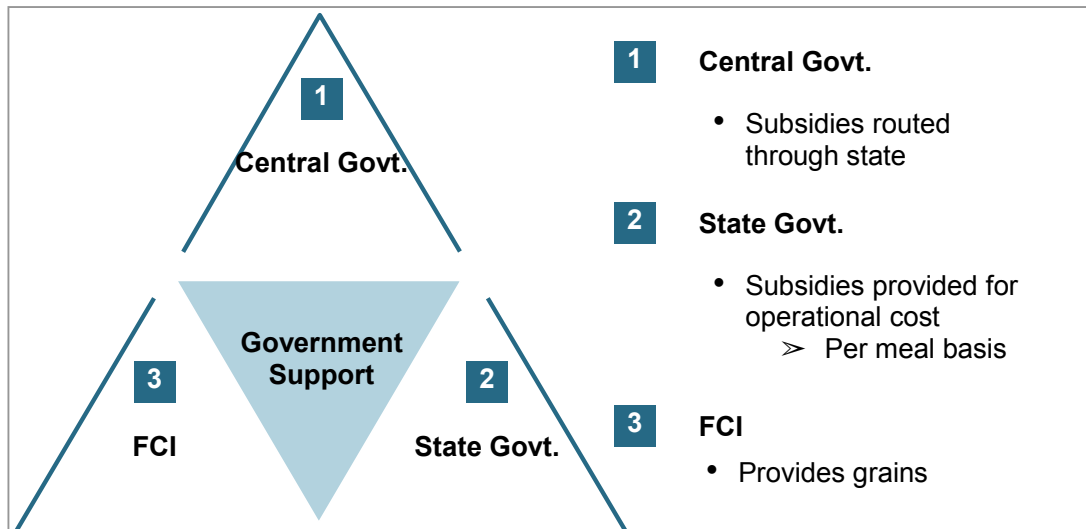 1
Central Govt.
Government
Support
3
FCI
2
State Govt.
1 Central Govt.
• Subsidies routed
through state
2 State Govt.
• Subsidies provided for
operational cost
➢ Per meal basis
3 FCI
• Provides grains